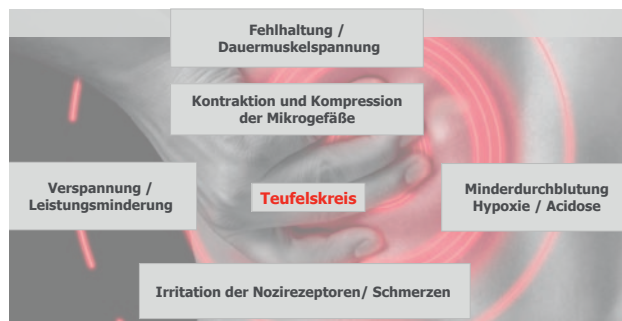 Fehlhaltung /
Dauermuskelspannung
Kontraktion und Kompression
der Mikrogefäße
Verspannung /
Leistungsminderung
Teufelskreis
Minderdurchblutung
Hypoxie / Acidose
Irritation der Nozirezeptoren/ Schmerzen